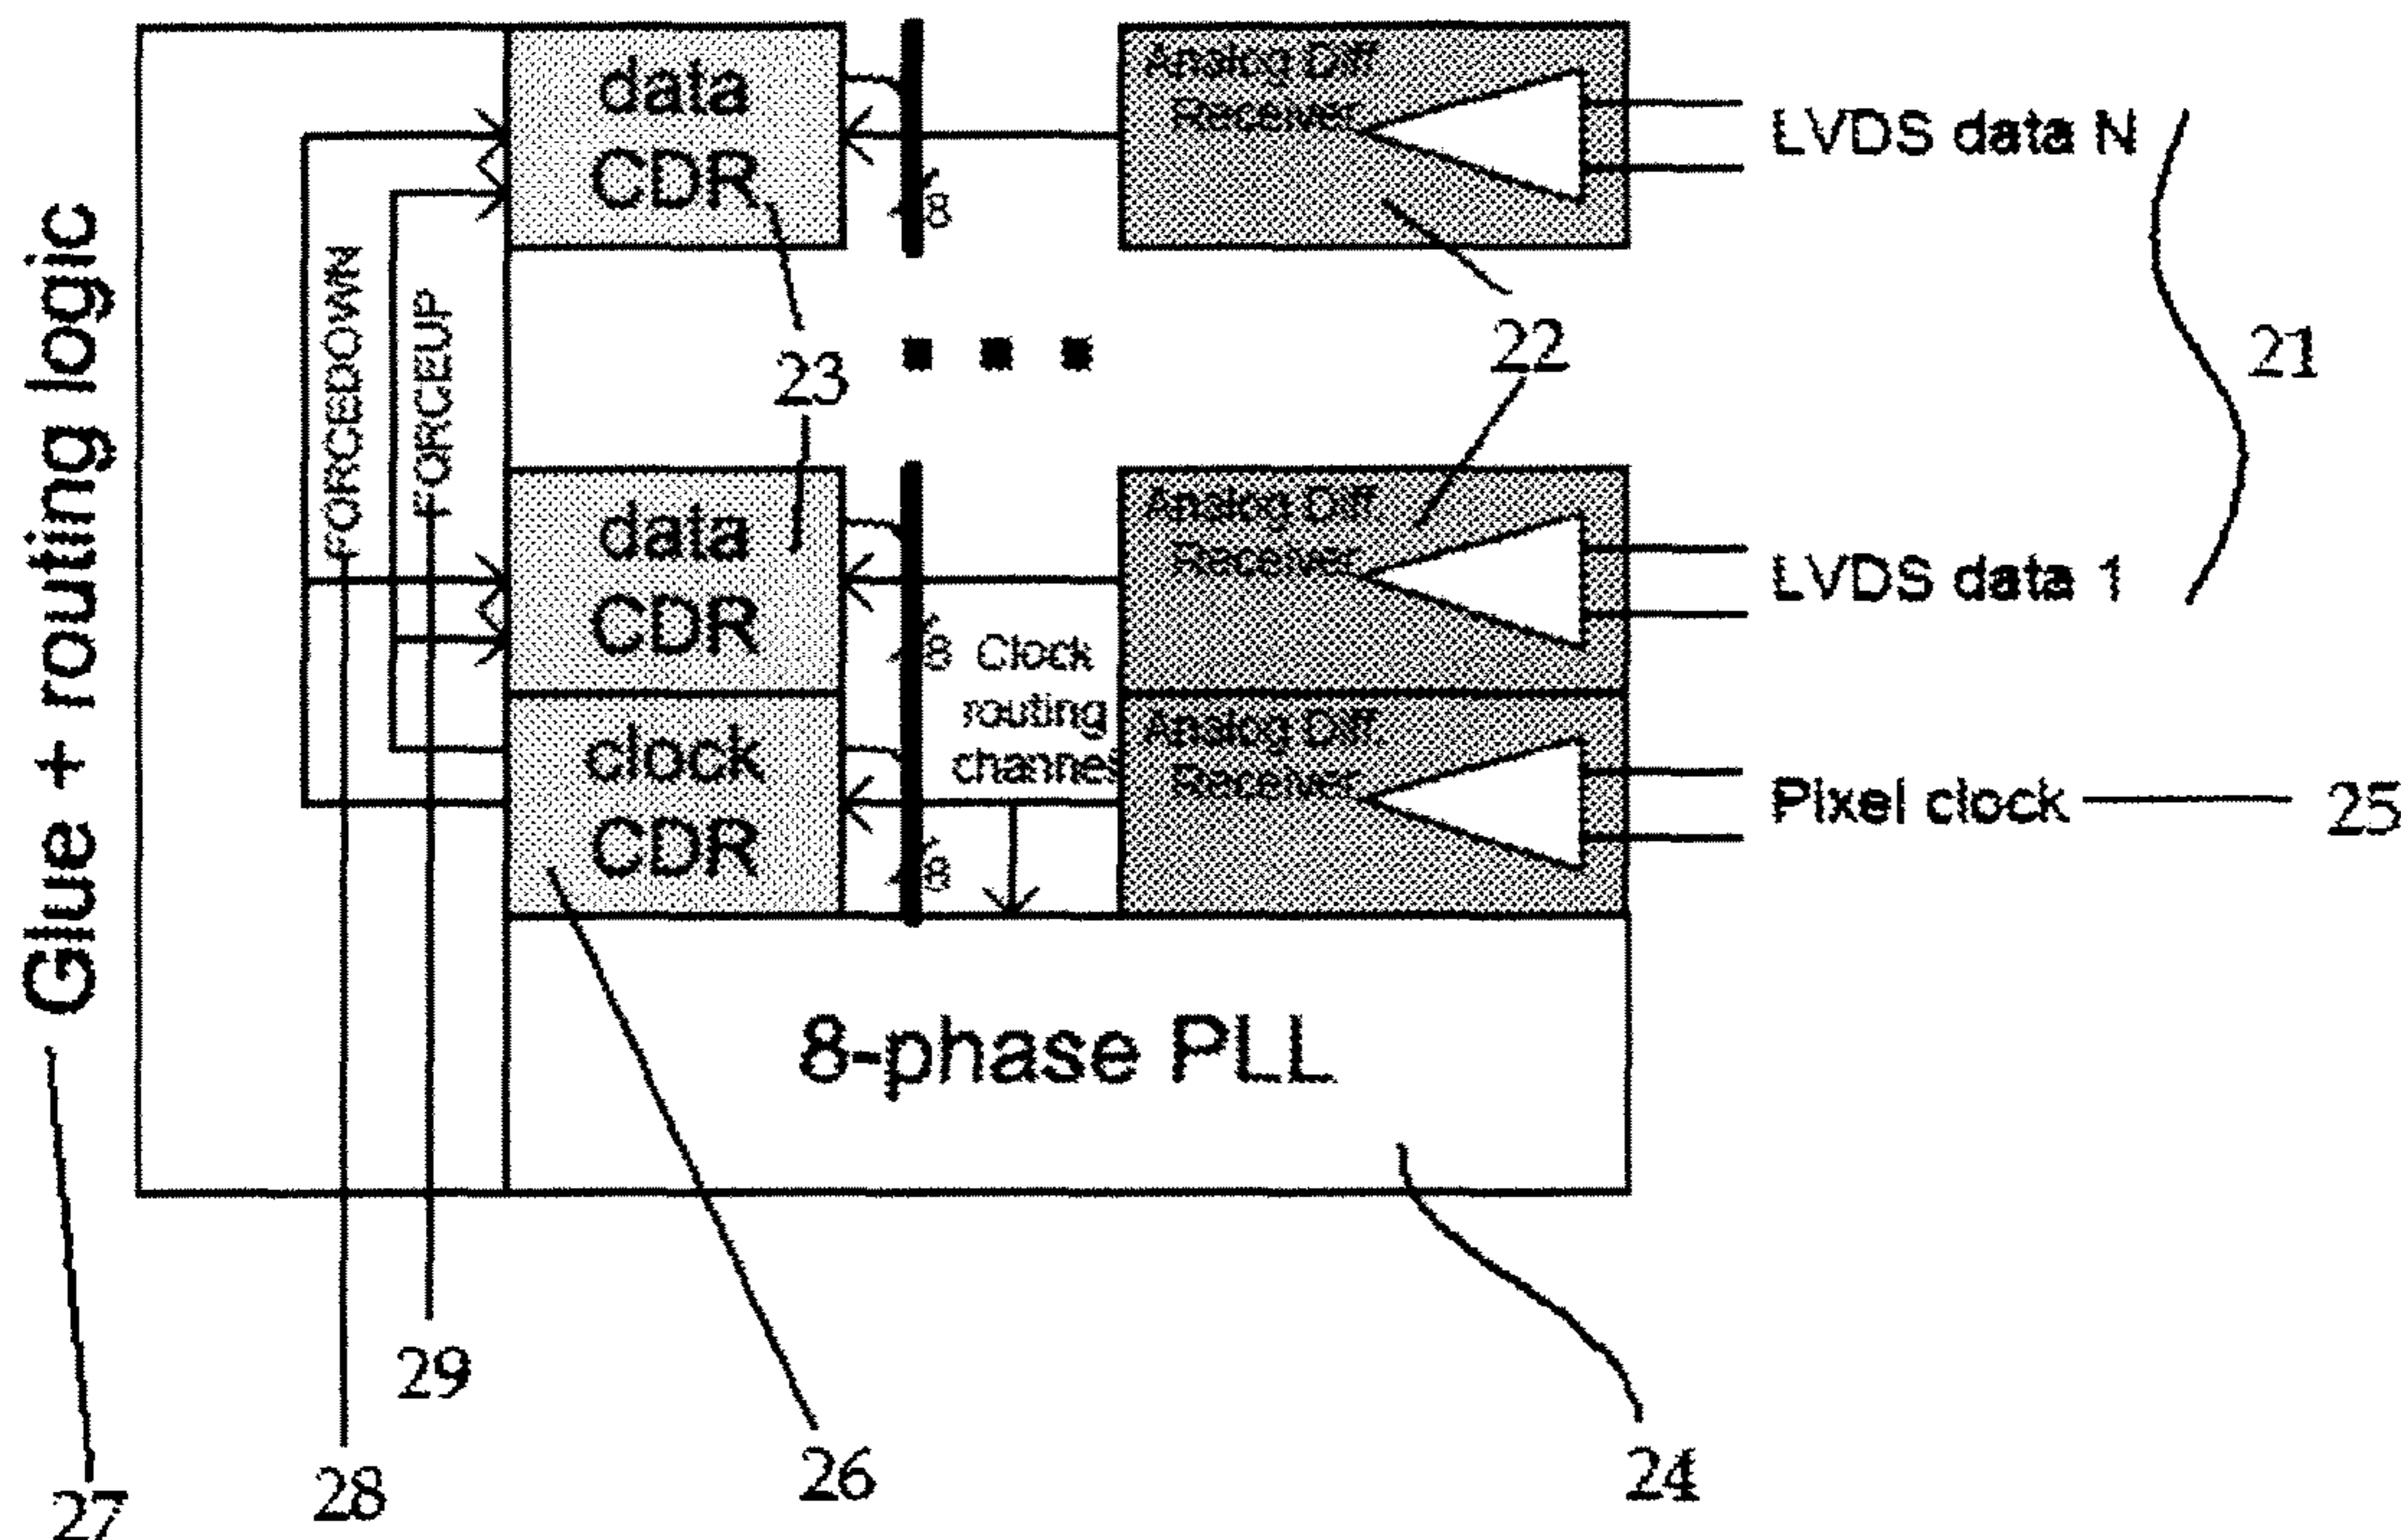 Glue + routing logic
FORCEDOWN
FORCEUP
data
CDR
8
Analog Diff.
Receiver
LVDS data N
23
22
21
data
CDR
8
Clock
routing
channel
Analog Diff.
Receiver
LVDS data 1
clock
CDR
8
Analog Diff.
Receiver
Pixel clock
25
8-phase PLL
29
28
27
26
24